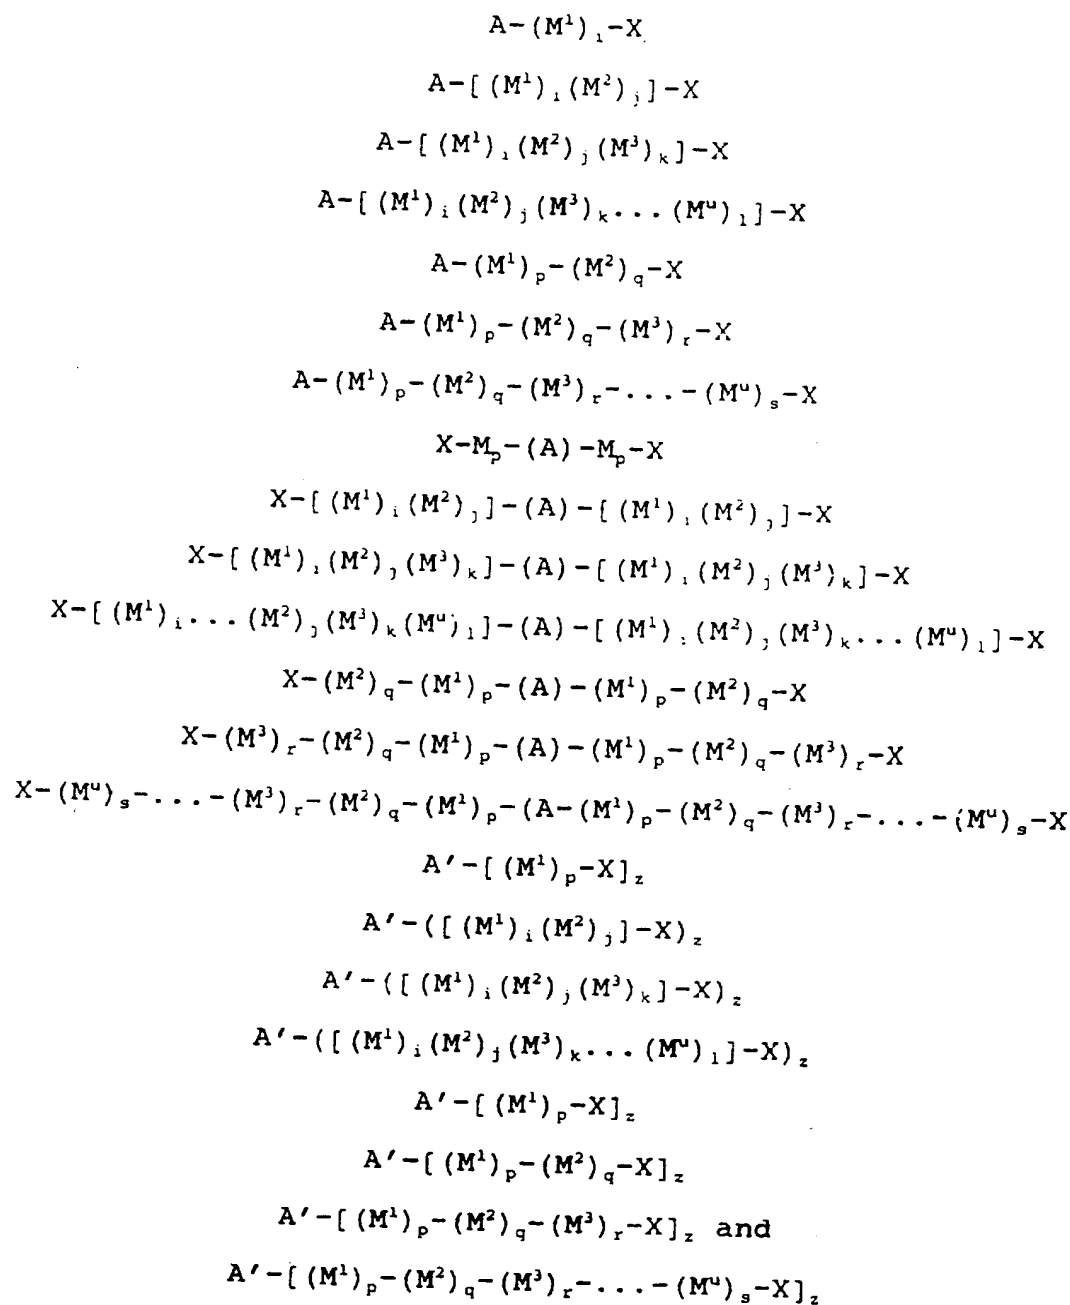 A-(M¹)ᵢ-X
A-[(M¹)ᵢ(M²)ⱼ]-X
A-[(M¹)ᵢ(M²)ⱼ(M³)ₖ]-X
A-[(M¹)ᵢ(M²)ⱼ(M³)ₖ...(Mᵘ)ₗ]-X
A-(M¹)ₚ-(M²)q-X
A-(M¹)ₚ-(M²)q-(M³)ᵣ-X
A-(M¹)ₚ-(M²)q-(M³)ᵣ-...-(Mᵘ)ₛ-X
X-Mₚ-(A)-Mₚ-X
X-[(M¹)ᵢ(M²)ⱼ]-(A)-[(M¹)ᵢ(M²)ⱼ]-X
X-[(M¹)ᵢ(M²)ⱼ(M³)ₖ]-(A)-[(M¹)ᵢ(M²)ⱼ(M³)ₖ]-X
X-[(M¹)ᵢ...(M²)ⱼ(M³)ₖ(Mᵘ)ₗ]-(A)-[(M¹)ᵢ(M²)ⱼ(M³)ₖ...(Mᵘ)ₗ]-X
X-(M²)q-(M¹)ₚ-(A)-(M¹)ₚ-(M²)q-X
X-(M³)ᵣ-(M²)q-(M¹)ₚ-(A)-(M¹)ₚ-(M²)q-(M³)ᵣ-X
X-(Mᵘ)ₛ-...-(M³)ᵣ-(M²)q-(M¹)ₚ-(A-(M¹)ₚ-(M²)q-(M³)ᵣ-...-(Mᵘ)ₛ-X
A′-[(M¹)ₚ-X]z
A′-([(M¹)ᵢ(M²)ⱼ]-X)z
A′-([(M¹)ᵢ(M²)ⱼ(M³)ₖ]-X)z
A′-([(M¹)ᵢ(M²)ⱼ(M³)ₖ...(Mᵘ)ₗ]-X)z
A′-[(M¹)ₚ-X]z
A′-[(M¹)ₚ-(M²)q-X]z
A′-[(M¹)ₚ-(M²)q-(M³)ᵣ-X]z and
A′-[(M¹)ₚ-(M²)q-(M³)ᵣ-...-(Mᵘ)ₛ-X]z